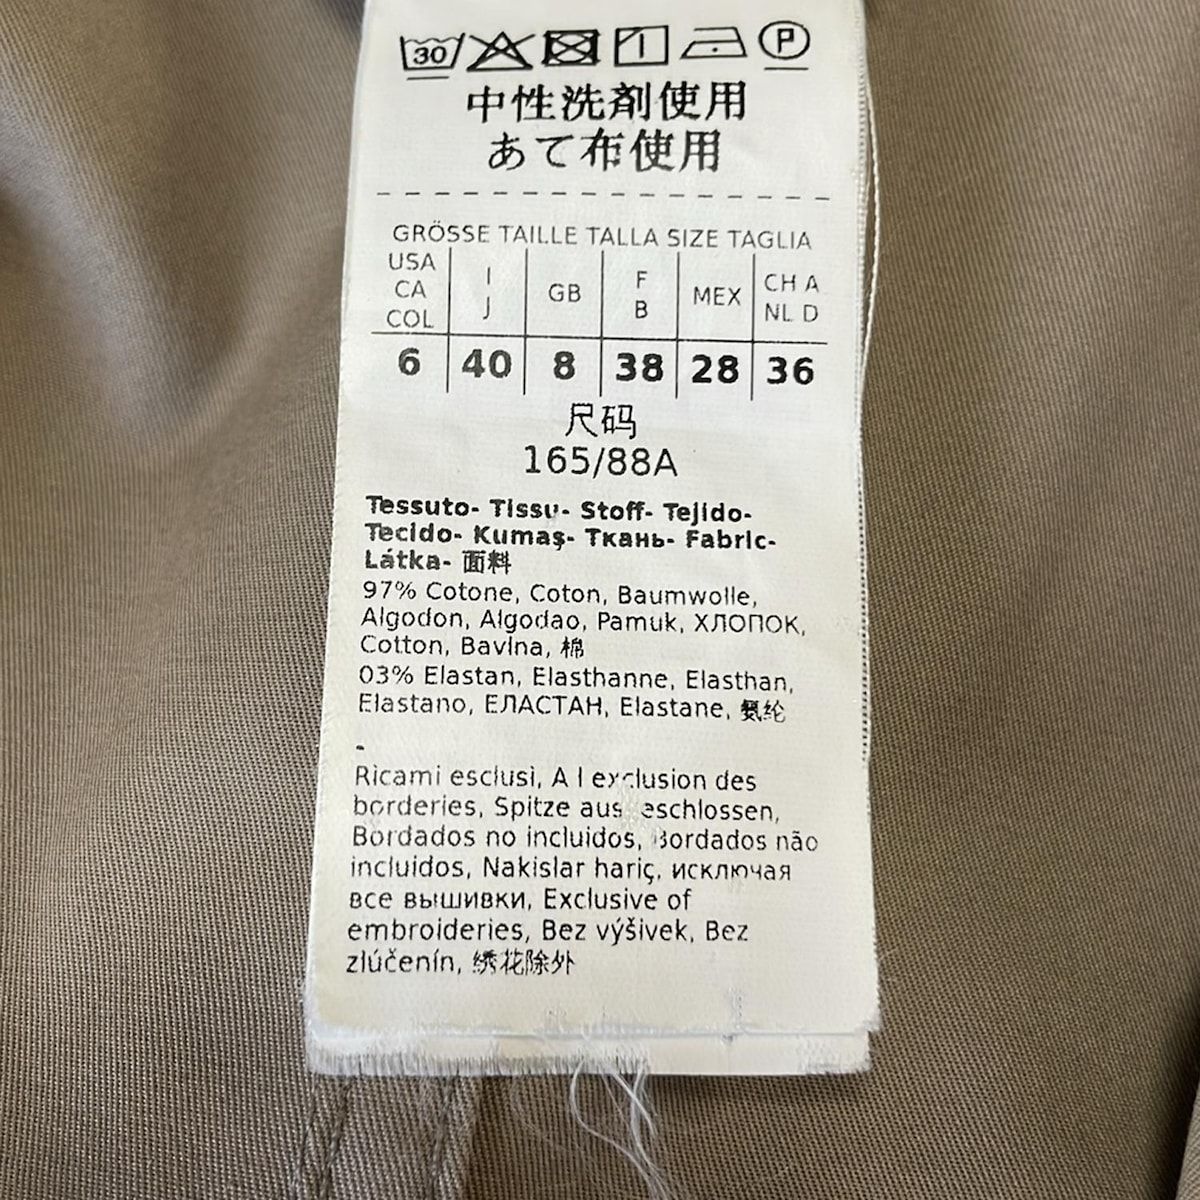 30 P
中性洗剤使用
あて布使用
GRÖSSE TAILLE TALLA SIZE TAGLIA
USA CA COL I J GB F B MEX CH A NL D
6 40 8 38 28 36
尺码
165/88A
Tessuto- Tissu- Stoff- Tejido-
Tecido- Kumaş- Ткань- Fabric-
Látka- 面料
97% Cotone, Coton, Baumwolle,
Algodon, Algodao, Pamuk, ХЛОПОК,
Cotton, Bavlna, 棉
03% Elastan, Elasthanne, Elasthan,
Elastano, ЕЛАСТАН, Elastane, 氨纶
-
Ricami esclusi, A l exclusion des
borderies, Spitze ausgeschlossen,
Bordados no incluidos, Bordados não
incluidos, Nakislar hariç, исключая
все вышивки, Exclusive of
embroideries, Bez výšivek, Bez
zlúčenín, 绣花除外